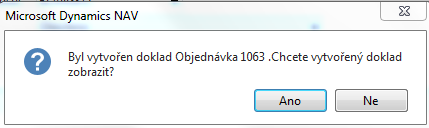 Microsoft Dynamics NAV
Byl vytvořen doklad Objednávka 1063 .Chcete vytvořený doklad
zobrazit?
Ano
Ne